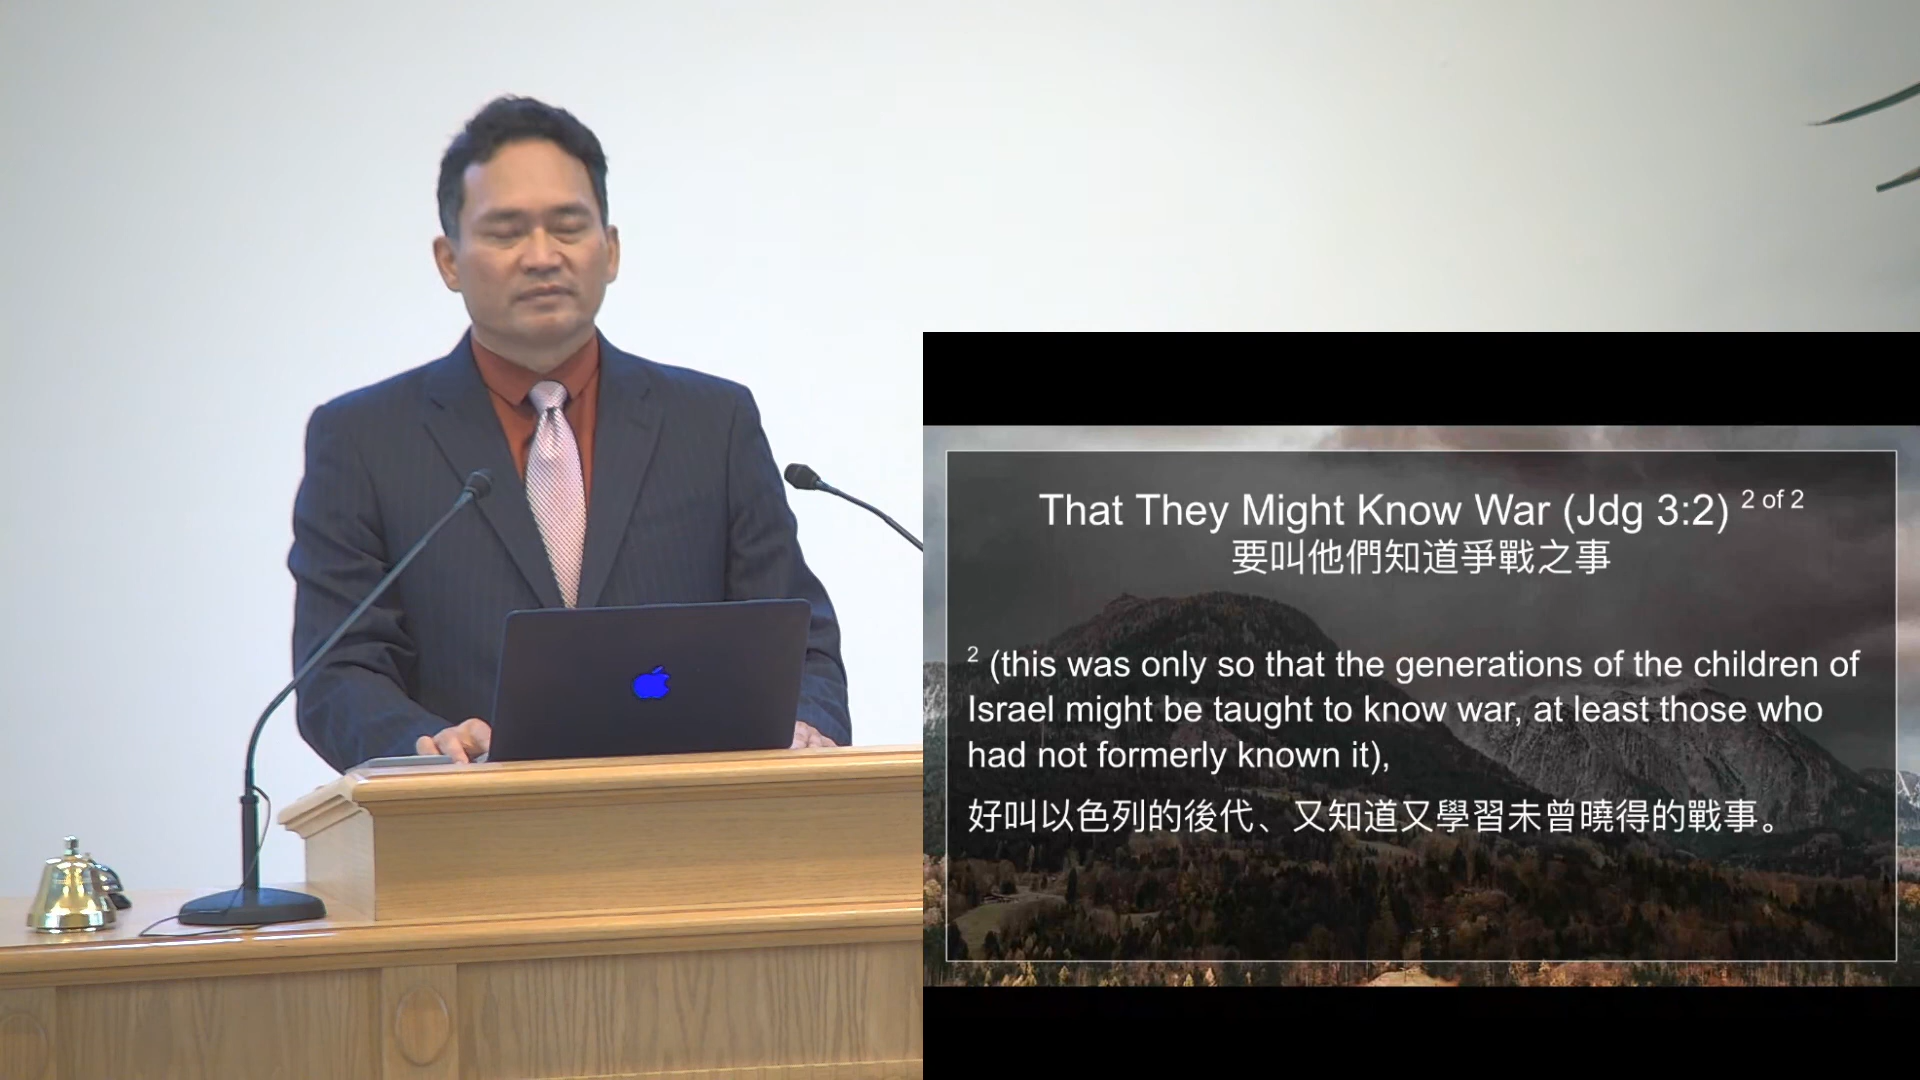 That They Might Know War (Jdg 3:2) 2 of 2
要叫他們知道爭戰之事
2 (this was only so that the generations of the children of
Israel might be taught to know war, at least those who
had not formerly known it),
好叫以色列的後代、又知道又學習未曾曉得的戰事。